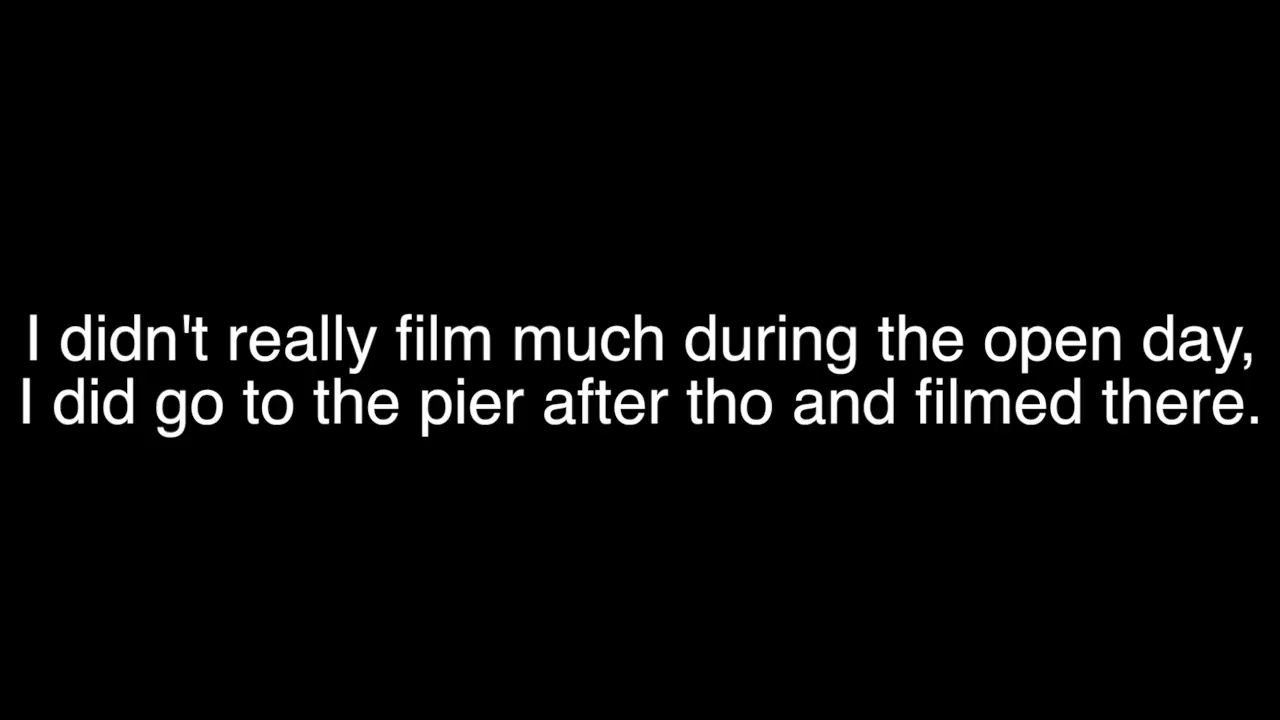 I didn't really film much during the open day,
I did go to the pier after tho and filmed there.